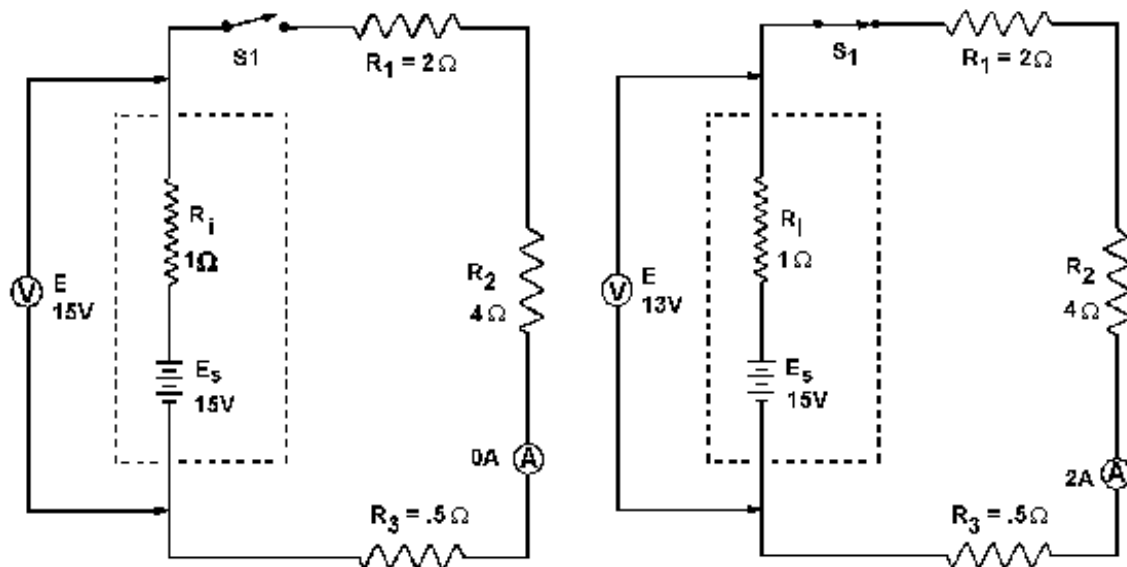 S1
R1 = 2Ω
Ri
1Ω
E
15V
R2
4Ω
Es
15V
0A
A
V
R3 = .5Ω
S1
R1 = 2Ω
Ri
1Ω
E
13V
R2
4Ω
Es
15V
2A
A
V
R3 = .5Ω